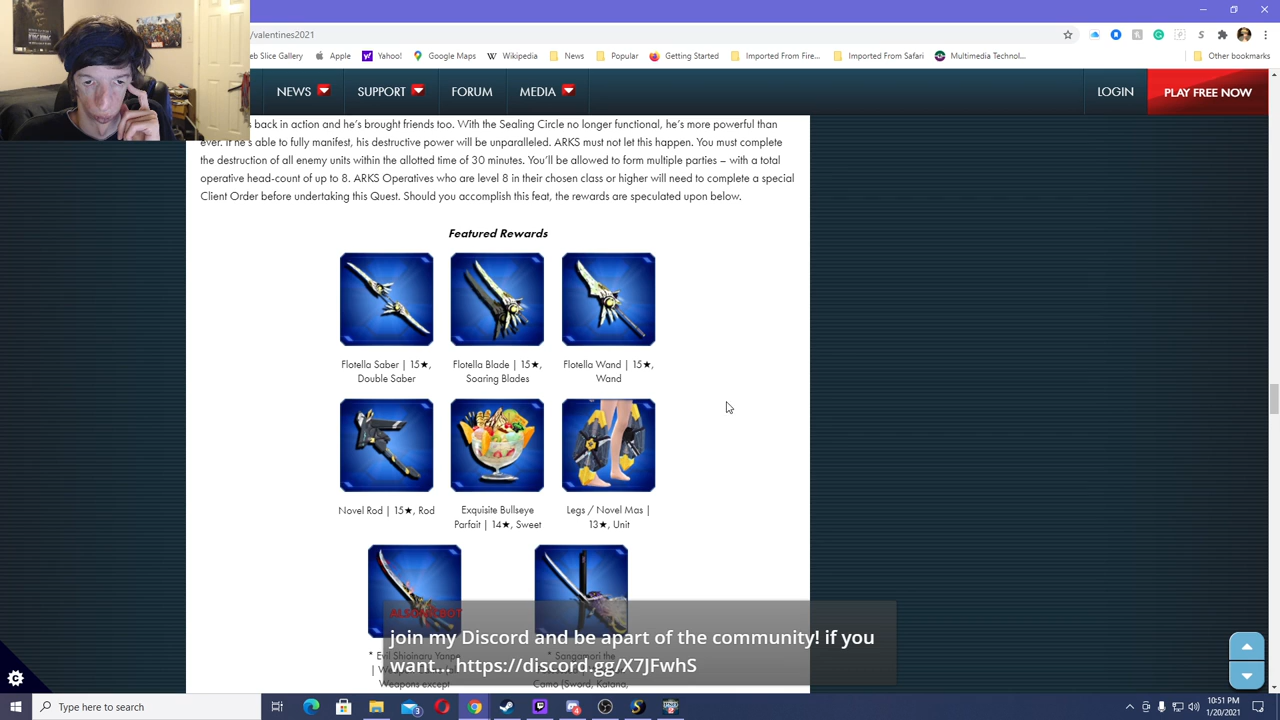 /valentines2021
eb Slice Gallery
Apple
Yahoo!
Google Maps
Wikipedia
News
Popular
Getting Started
Imported From Fire...
Imported From Safari
Multimedia Technol...
Other bookmarks
NEWS
SUPPORT
FORUM
MEDIA
LOGIN
PLAY FREE NOW
back in action and he's brought friends too. With the Sealing Circle no longer functional, he's more powerful than
ever. If he's able to fully manifest, his destructive power will be unparalleled. ARKS must not let this happen. You must complete
the destruction of all enemy units within the allotted time of 30 minutes. You'll be allowed to form multiple parties – with a total
operative head-count of up to 8. ARKS Operatives who are level 8 in their chosen class or higher will need to complete a special
Client Order before undertaking this Quest. Should you accomplish this feat, the rewards are speculated upon below.
Featured Rewards
Flotella Saber | 15★,
Double Saber
Flotella Blade | 15★,
Soaring Blades
Flotella Wand | 15★,
Wand
Novel Rod | 15★, Rod
Exquisite Bullseye
Parfait | 14★, Sweet
Legs / Novel Mas |
13★, Unit
join my Discord and be apart of the community! if you
want... https://discord.gg/X7JFwhS
Weapons except
Camo (Sword, Katana,
Type here to search
3
4
10:51 PM
1/20/2021